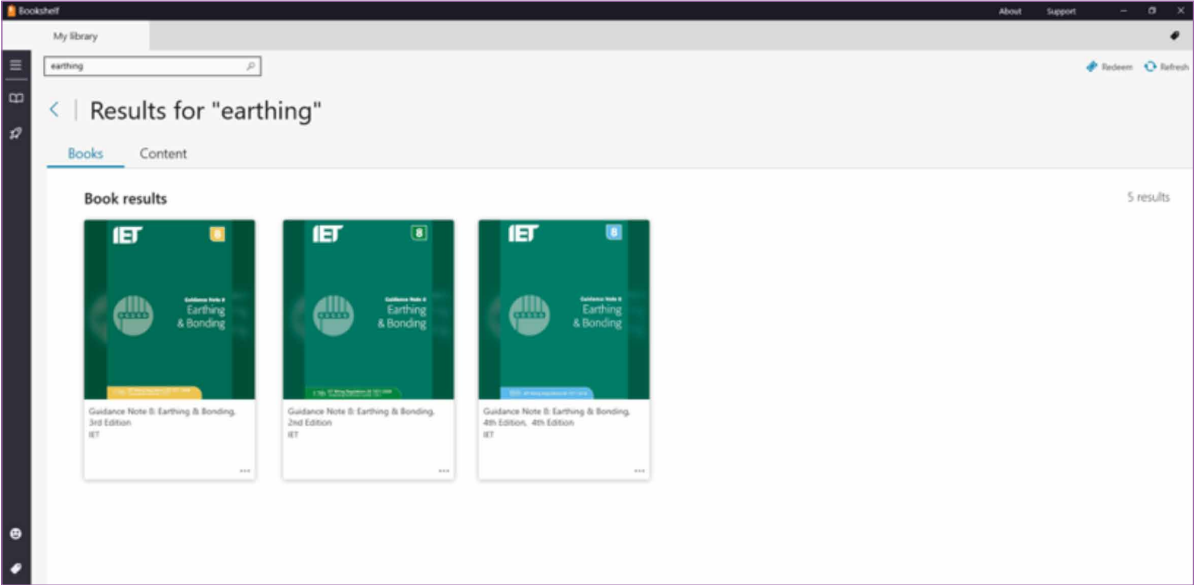 Bookshelf
About
Support
My library
earthing
Redeem
Refresh
Results for "earthing"
Books
Content
Book results
5 results
IET
8
Guidance Note 8
Earthing
& Bonding
IET
8
Guidance Note 8
Earthing
& Bonding
IET
8
Guidance Note 8
Earthing
& Bonding
Guidance Note 8: Earthing & Bonding,
3rd Edition
IET
Guidance Note 8: Earthing & Bonding,
2nd Edition
IET
Guidance Note 8: Earthing & Bonding,
4th Edition, 4th Edition
IET